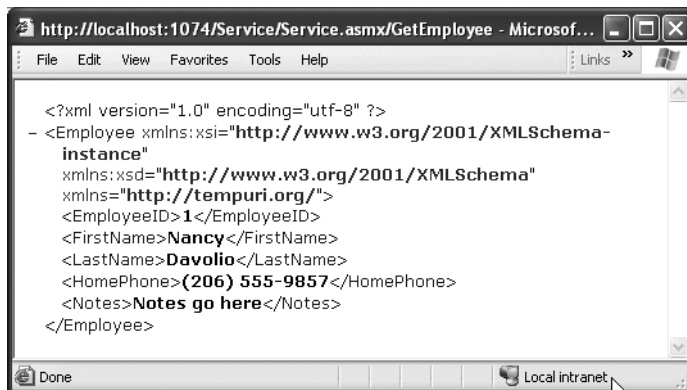 http://localhost:1074/Service/Service.asmx/GetEmployee - Microsof...
File Edit View Favorites Tools Help Links »
<?xml version="1.0" encoding="utf-8" ?>
- <Employee xmlns:xsi="http://www.w3.org/2001/XMLSchema-
instance"
xmlns:xsd="http://www.w3.org/2001/XMLSchema"
xmlns="http://tempuri.org/">
<EmployeeID>1</EmployeeID>
<FirstName>Nancy</FirstName>
<LastName>Davolio</LastName>
<HomePhone>(206) 555-9857</HomePhone>
<Notes>Notes go here</Notes>
</Employee>
Done Local intranet